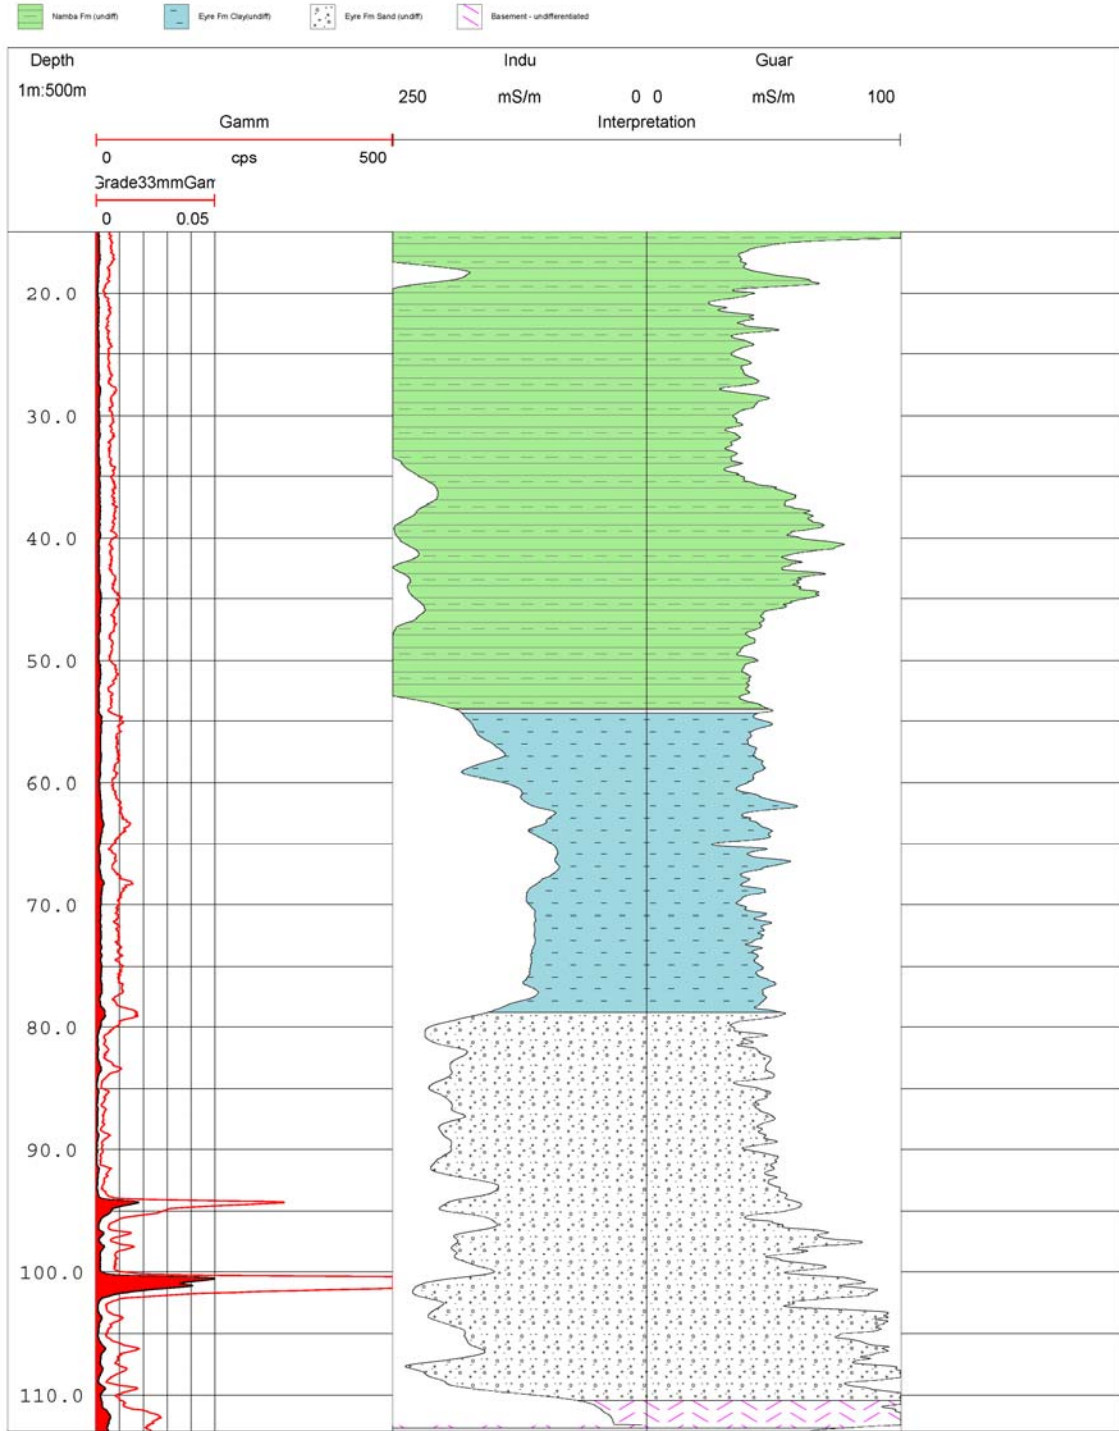 Namba Fm (undiff) Eyre Fm Clay(undiff) Eyre Fm Sand (undiff) Basement - undifferentiated
Depth Indu Guar
1m:500m 250 mS/m 0 0 mS/m 100
Gamm Interpretation
0 cps 500
Grade33mmGam
0 0.05
20.0
30.0
40.0
50.0
60.0
70.0
80.0
90.0
100.0
110.0